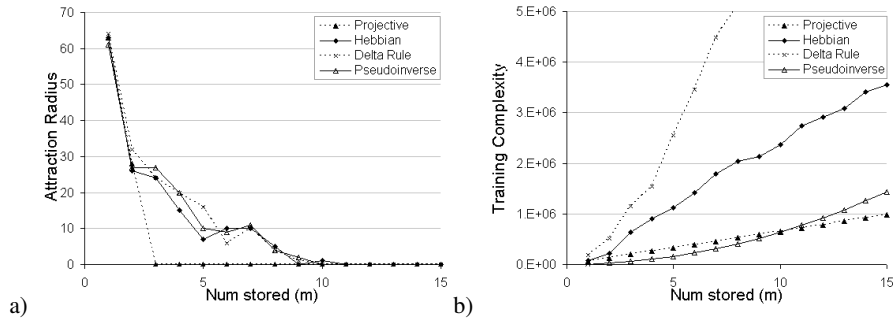 a)
Attraction Radius
70
60
50
40
30
20
10
0
Projective
Hebbian
Delta Rule
Pseudoinverse
0
5
10
15
Num stored (m)
b)
Training Complexity
5.E+06
4.E+06
3.E+06
2.E+06
1.E+06
0.E+00
Projective
Hebbian
Delta Rule
Pseudoinverse
0
5
10
15
Num stored (m)